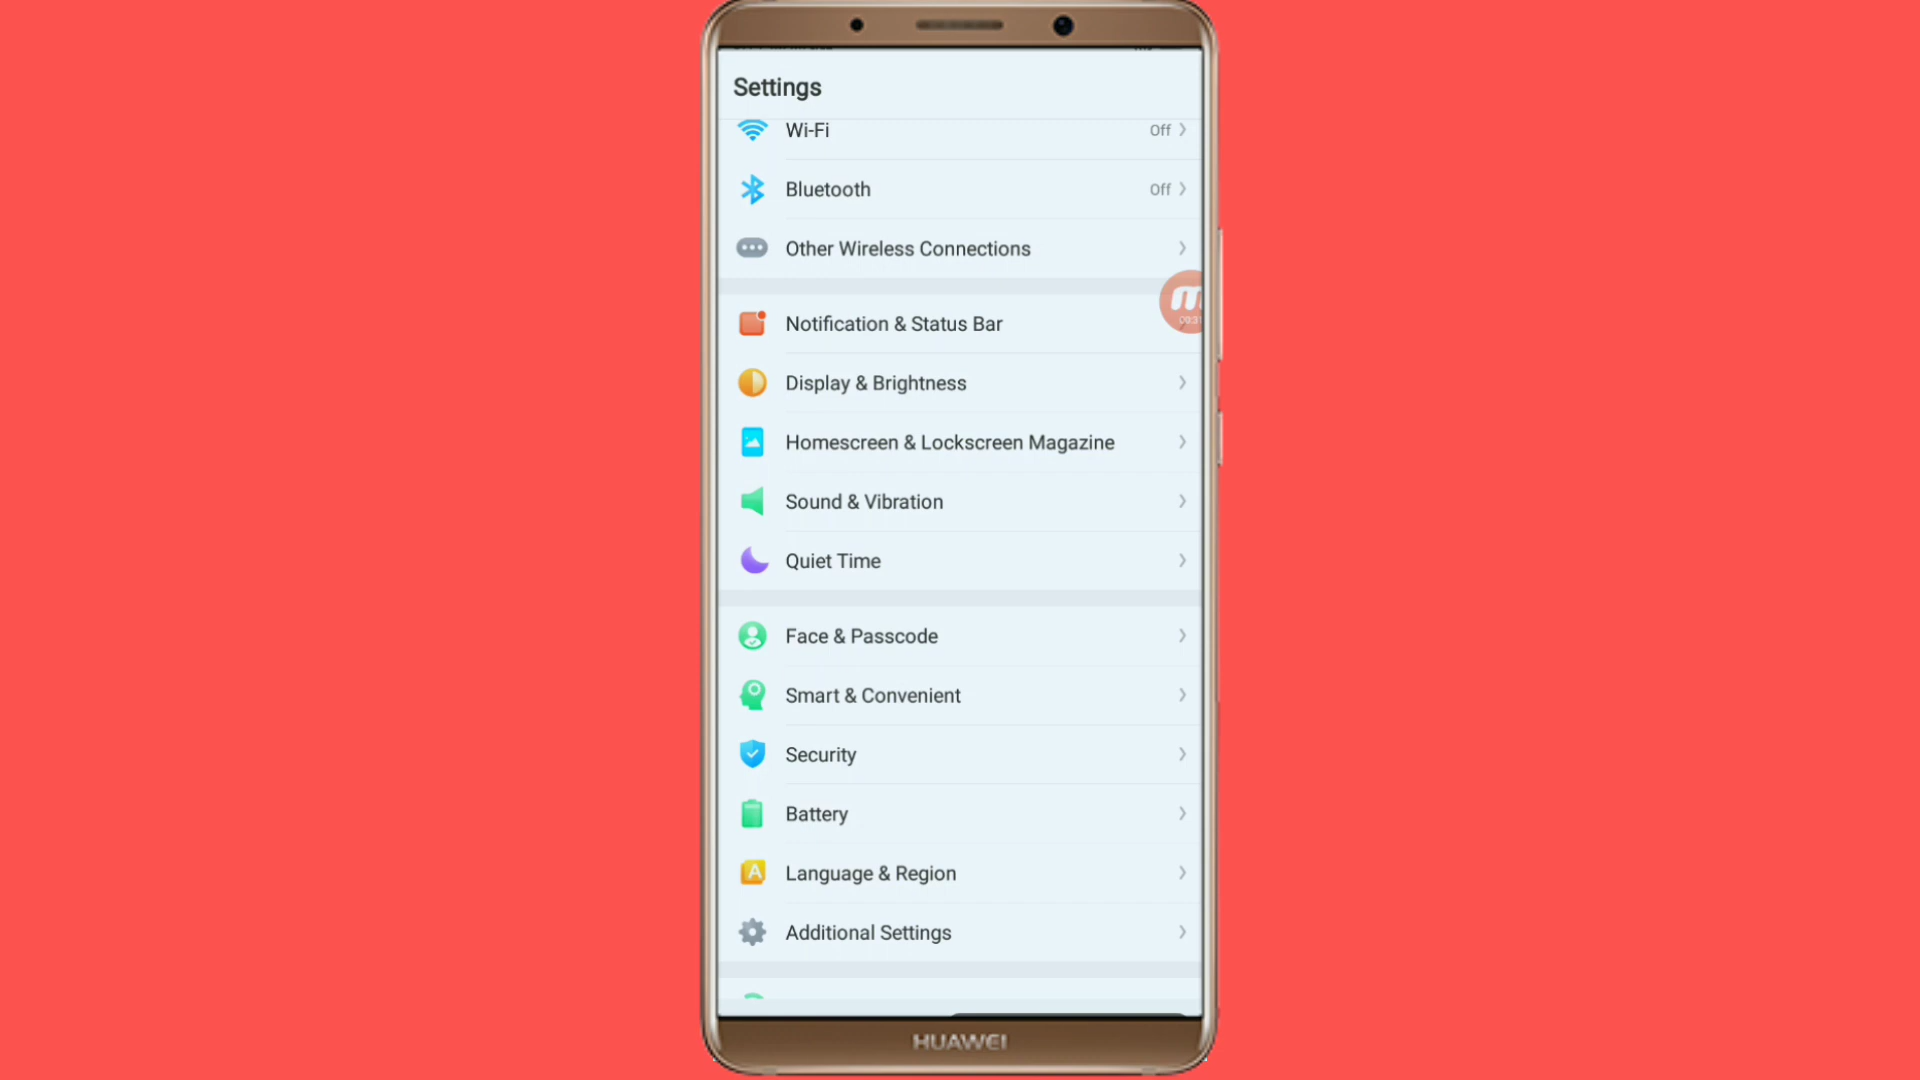 Settings
Wi-Fi Off
Bluetooth Off
Other Wireless Connections
Notification & Status Bar
Display & Brightness
Homescreen & Lockscreen Magazine
Sound & Vibration
Quiet Time
Face & Passcode
Smart & Convenient
Security
Battery
Language & Region
Additional Settings
HUAWEI